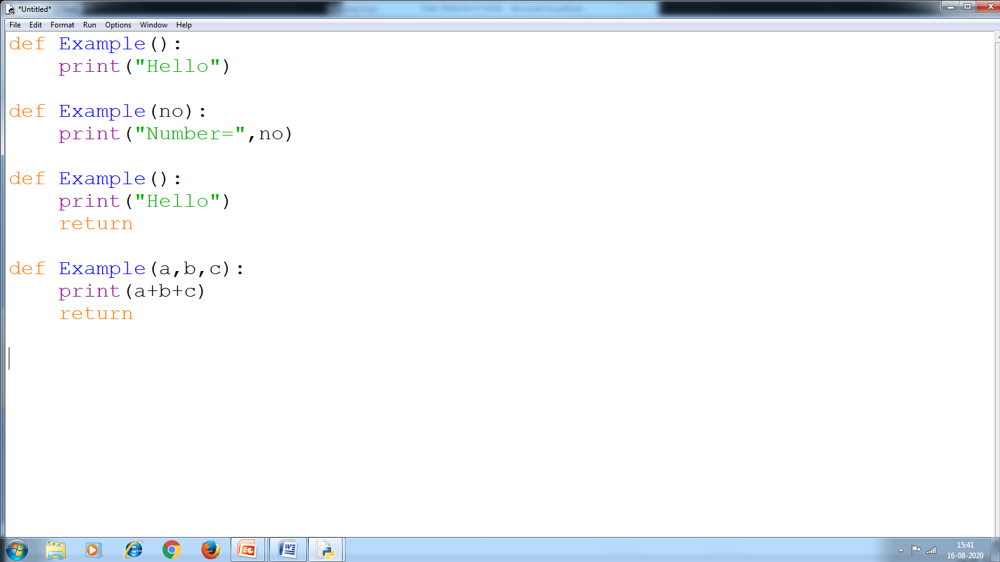 *Untitled*
File Edit Format Run Options Window Help
def Example():
    print("Hello")
def Example(no):
    print("Number=",no)
def Example():
    print("Hello")
    return
def Example(a,b,c):
    print(a+b+c)
    return
15:41
16-08-2020